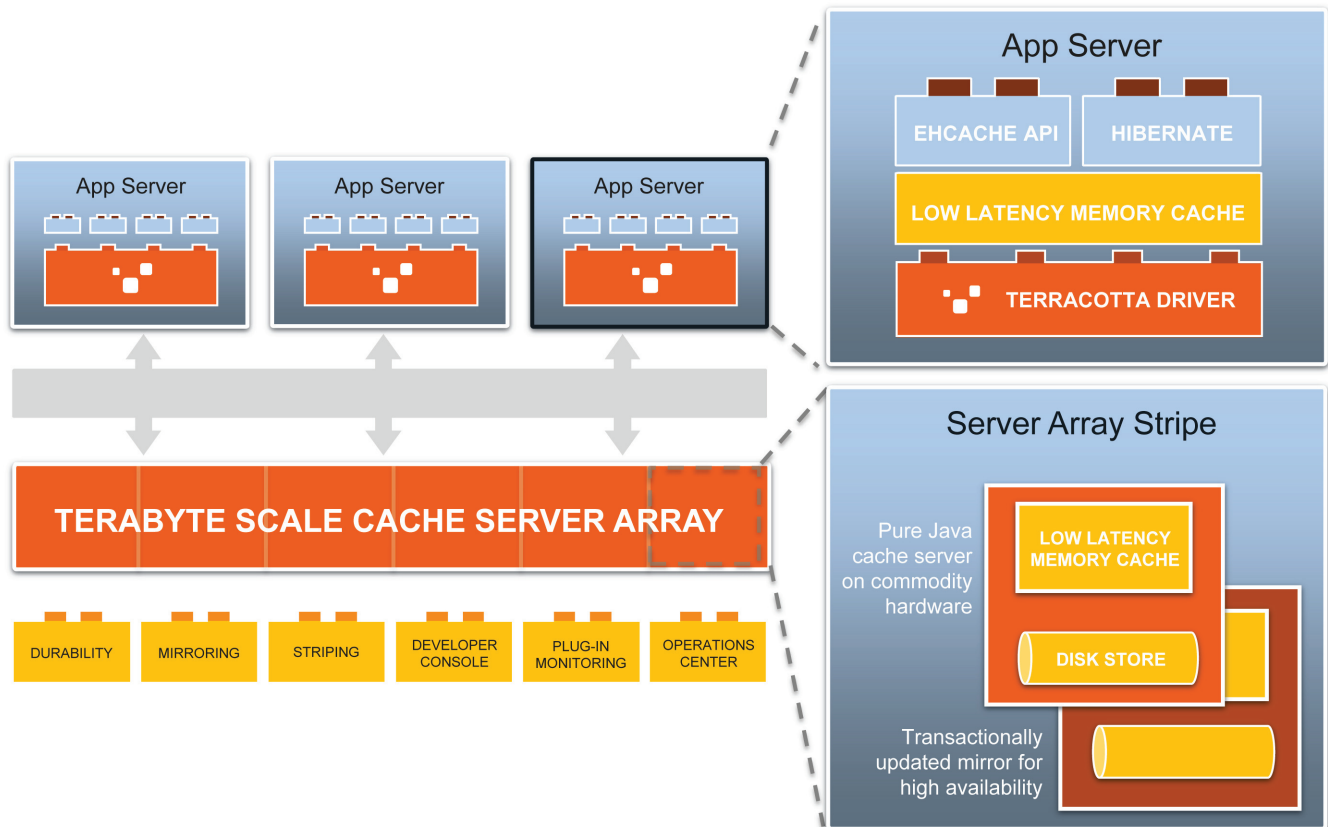 App Server
App Server
App Server
TERABYTE SCALE CACHE SERVER ARRAY
DURABILITY
MIRRORING
STRIPING
DEVELOPER
CONSOLE
PLUG-IN
MONITORING
OPERATIONS
CENTER
App Server
EHCACHE API
HIBERNATE
LOW LATENCY MEMORY CACHE
TERRACOTTA DRIVER
Server Array Stripe
Pure Java
cache server
on commodity
hardware
LOW LATENCY
MEMORY CACHE
DISK STORE
Transactionally
updated mirror for
high availability